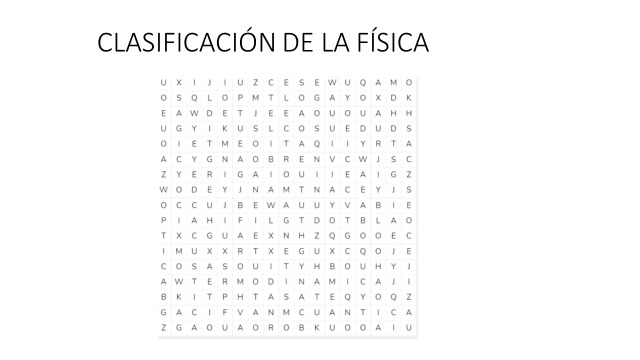 CLASIFICACIÓN DE LA FÍSICA
U X I J I U Z C E S E W U Q A M O
O S Q L O P M T L O G A Y O X D K
E A W D E T J E E A O U O U A H H
U G Y I K U S L C O S U E D U D S
O I E T M E O I T A Q I I Y R T A
A C Y G N A O B R E N V C W J S C
Z Y E R I G A I O U I I E A I G Z
W O D E Y J N A M T N A C E Y J S
O C C U J B E W A U U Y V A B I E
P I A H I F I L G T D O T B L A O
T X C G U A E X N H Z Q G O O E C
I M U X X R T X E G U X C Q O J E
C O S A S O U I T Y H B O U H Y J
A W T E R M O D I N A M I C A J I
B K I T P H T A S A T E Q Y O Q Z
G A C I F V A N M C U A N T I C A
Z G A O U A O R O B K U O O A I U